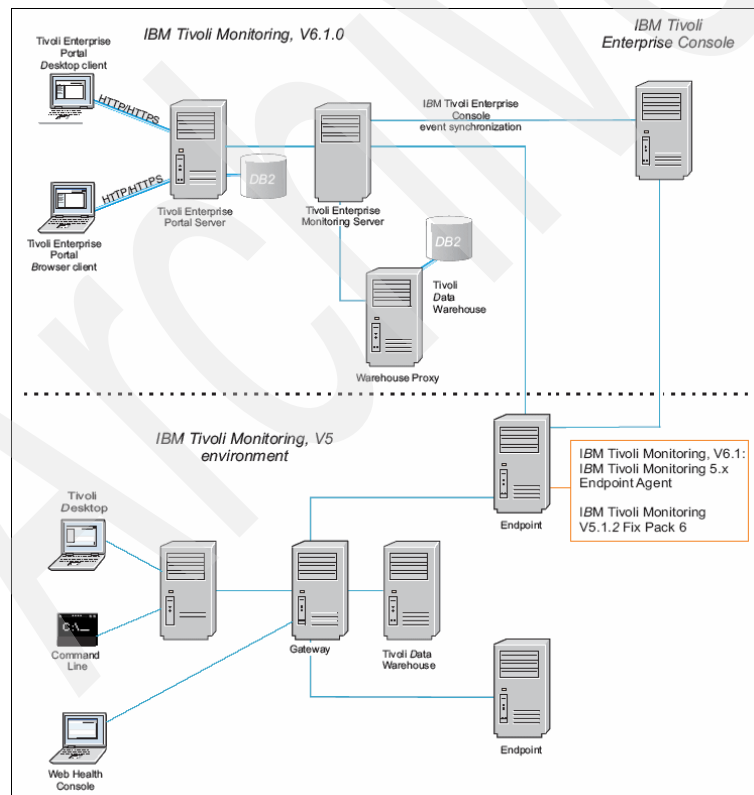 IBM Tivoli Monitoring, V6.1.0
IBM Tivoli
Enterprise Console
Tivoli Enterprise
Portal
Desktop client
HTTP/HTTPS
IBM Tivoli Enterprise
Console
event synchronization
HTTP/HTTPS
DB2
Tivoli Enterprise
Portal Server
Tivoli Enterprise
Monitoring Server
Tivoli Enterprise
Portal
Browser client
DB2
Tivoli
Data
Warehouse
Warehouse Proxy
IBM Tivoli Monitoring, V5
environment
IBM Tivoli Monitoring, V6.1:
IBM Tivoli Monitoring 5.x
Endpoint Agent
IBM Tivoli Monitoring
V5.1.2 Fix Pack 6
Endpoint
Tivoli
Desktop
C:\_
Command
Line
Gateway
Tivoli Data
Warehouse
Web Health
Console
Endpoint